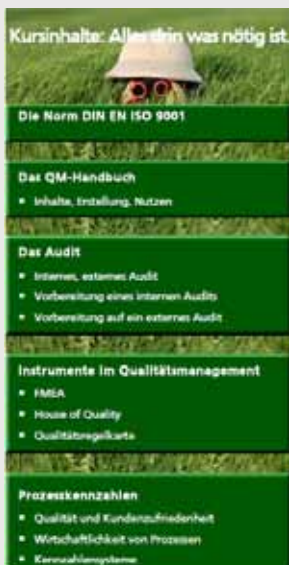 Kursinhalte: Alles drin was nötig ist.
Die Norm DIN EN ISO 9001
Das QM-Handbuch
• Inhalte, Erstellung, Nutzen
Das Audit
• Internes, externes Audit
• Vorbereitung eines internen Audits
• Vorbereitung auf ein externes Audit
Instrumente im Qualitätsmanagement
• FMEA
• House of Quality
• Qualitätsregelkarte
Prozesskennzahlen
• Qualität und Kundenzufriedenheit
• Wirtschaftlichkeit von Prozessen
• Kennzahlensysteme